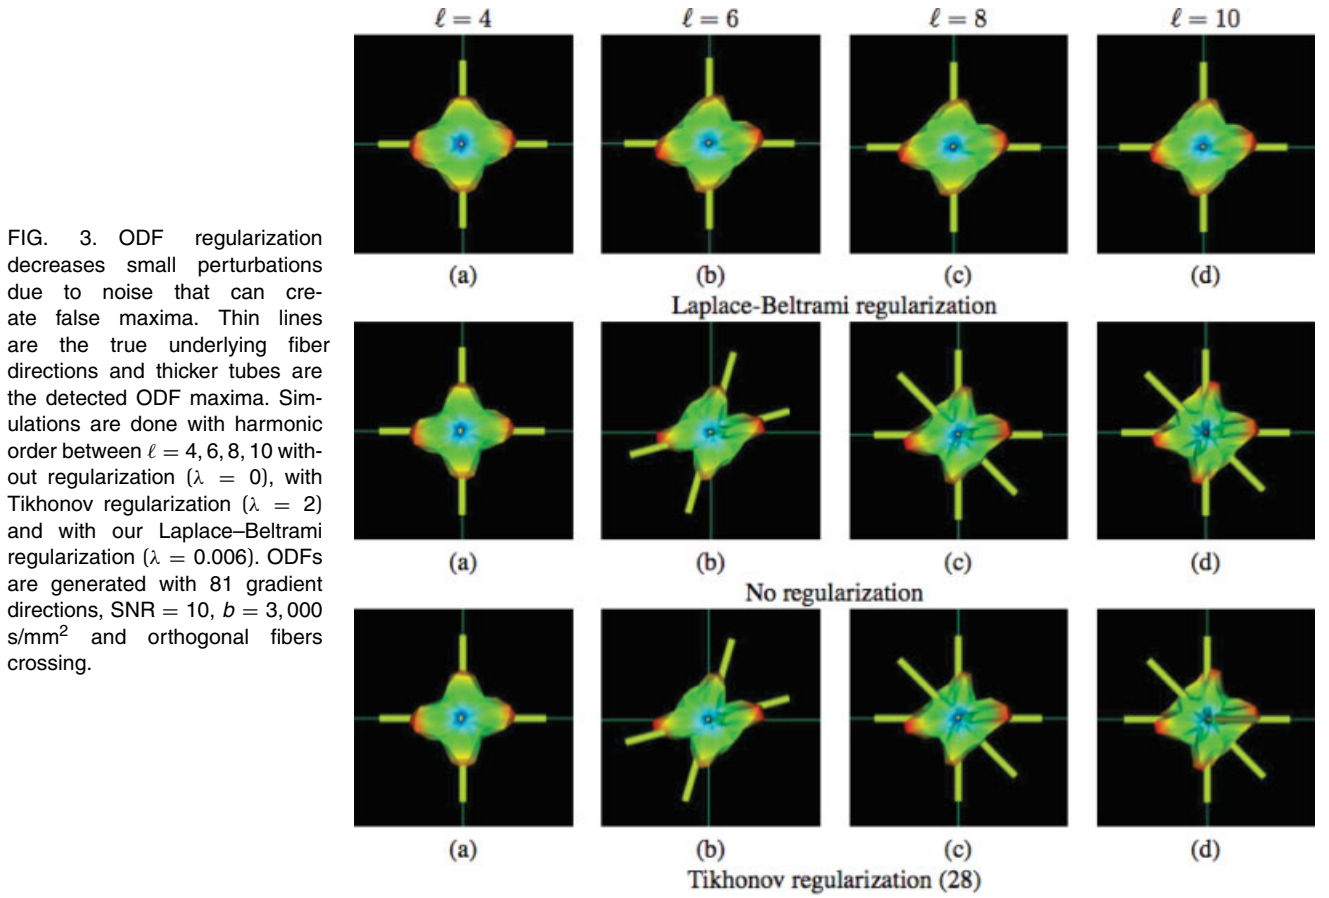 FIG. 3. ODF regularization
decreases small perturbations
due to noise that can cre-
ate false maxima. Thin lines
are the true underlying fiber
directions and thicker tubes are
the detected ODF maxima. Sim-
ulations are done with harmonic
order between ℓ = 4, 6, 8, 10 with-
out regularization (λ = 0), with
Tikhonov regularization (λ = 2)
and with our Laplace–Beltrami
regularization (λ = 0.006). ODFs
are generated with 81 gradient
directions, SNR = 10, b = 3, 000
s/mm² and orthogonal fibers
crossing.
ℓ = 4 ℓ = 6 ℓ = 8 ℓ = 10
(a) (b) (c) (d)
Laplace-Beltrami regularization
(a) (b) (c) (d)
No regularization
(a) (b) (c) (d)
Tikhonov regularization (28)